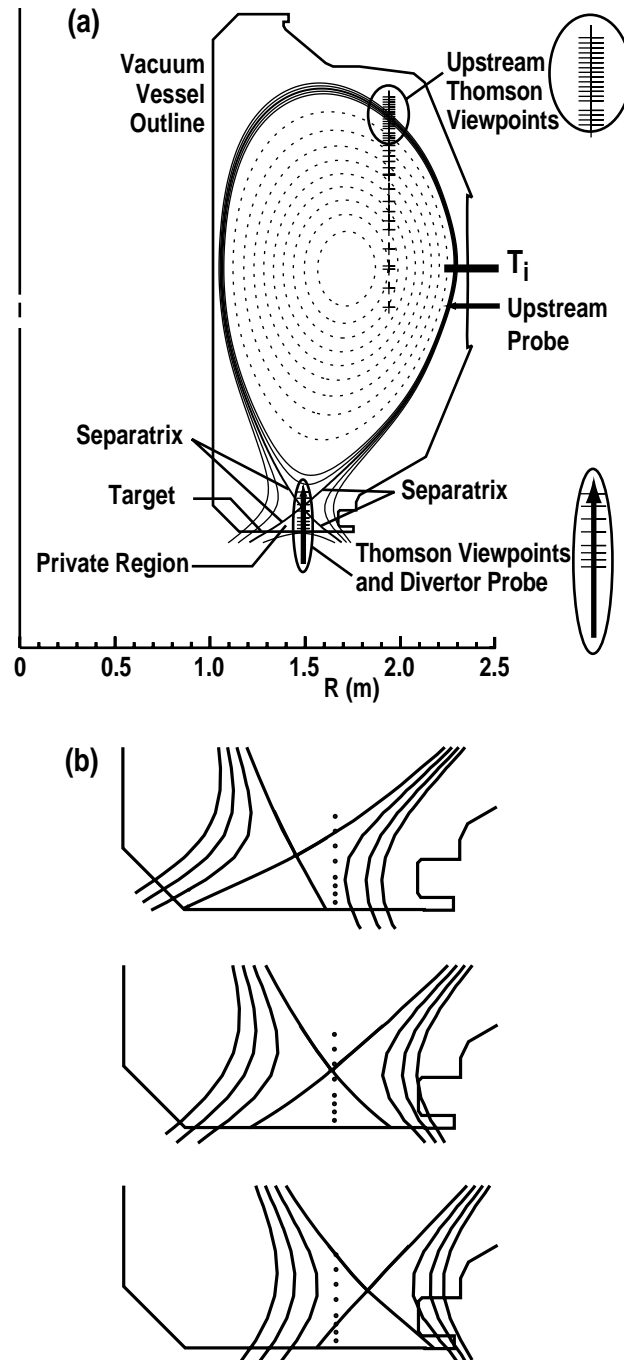 (a)
Vacuum
Vessel
Outline
Upstream
Thomson
Viewpoints
Ti
Upstream
Probe
Separatrix
Separatrix
Target
Private Region
Thomson Viewpoints
and Divertor Probe
0 0.5 1.0 1.5 2.0 2.5
R (m)
(b)